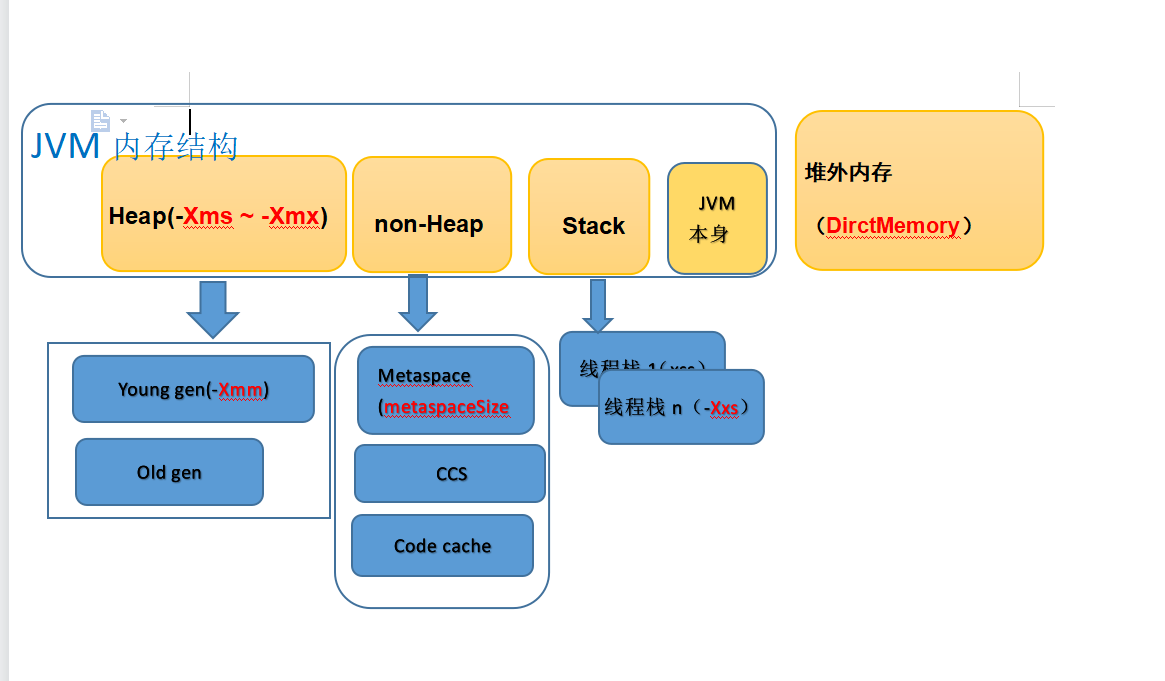 JVM 内存结构
Heap(-Xms ~ -Xmx)
non-Heap
Stack
JVM
本身
堆外内存
（DirctMemory）
Young gen(-Xmm)
Old gen
Metaspace
(metaspaceSize
CCS
Code cache
线程栈 1（xss）
线程栈 n（-Xxs）